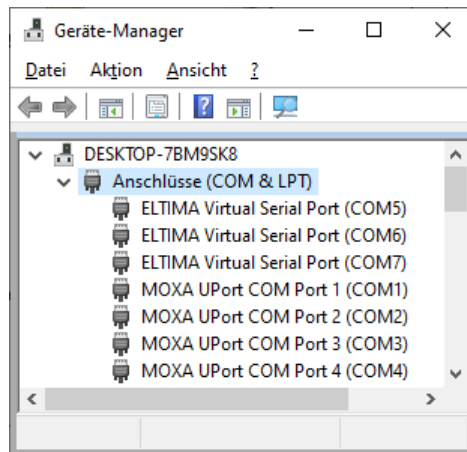 Geräte-Manager
Datei Aktion Ansicht ?
DESKTOP-7BM9SK8
Anschlüsse (COM & LPT)
ELTIMA Virtual Serial Port (COM5)
ELTIMA Virtual Serial Port (COM6)
ELTIMA Virtual Serial Port (COM7)
MOXA UPort COM Port 1 (COM1)
MOXA UPort COM Port 2 (COM2)
MOXA UPort COM Port 3 (COM3)
MOXA UPort COM Port 4 (COM4)